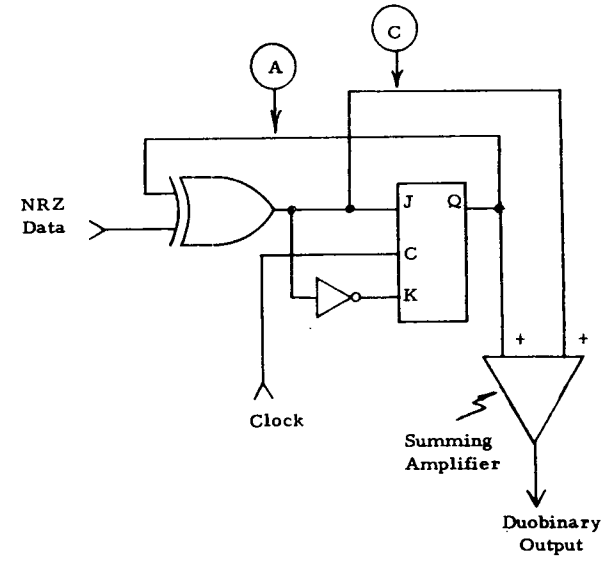 C
A
NRZ
Data
J
Q
C
K
+
+
Clock
Summing
Amplifier
Duobinary
Output